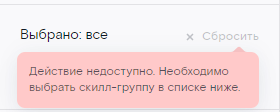 Выбрано: все
× Сбросить
Действие недоступно. Необходимо
выбрать скилл-группу в списке ниже.